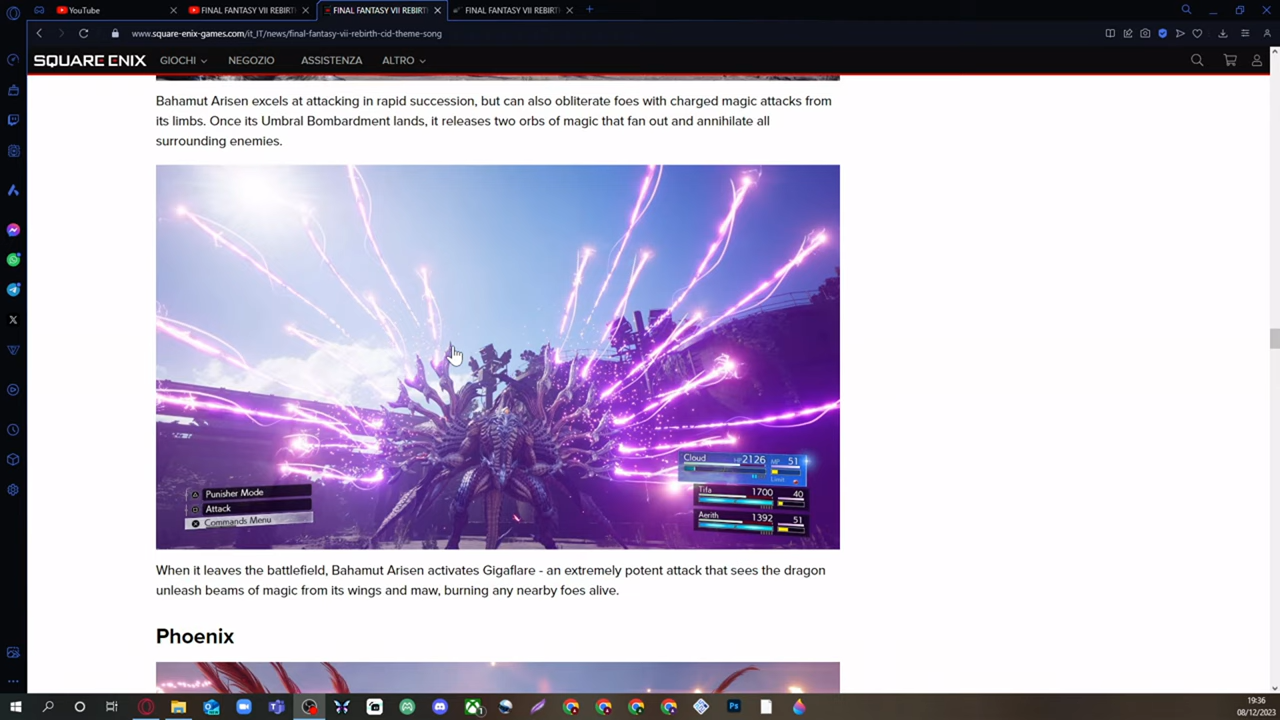 YouTube
FINAL FANTASY VII REBIRTH
FINAL FANTASY VII REBIRTH
FINAL FANTASY VII REBIRTH
www.square-enix-games.com/it_IT/news/final-fantasy-vii-rebirth-cid-theme-song
SQUARE ENIX
GIOCHI
NEGOZIO
ASSISTENZA
ALTRO
Bahamut Arisen excels at attacking in rapid succession, but can also obliterate foes with charged magic attacks from
its limbs. Once its Umbral Bombardment lands, it releases two orbs of magic that fan out and annihilate all
surrounding enemies.
Cloud HP 2126 MP 51
Limit
Tifa 1700 40
Aerith 1392 51
Punisher Mode
Attack
Commands Menu
When it leaves the battlefield, Bahamut Arisen activates Gigaflare - an extremely potent attack that sees the dragon
unleash beams of magic from its wings and maw, burning any nearby foes alive.
Phoenix
19:36
08/12/2023